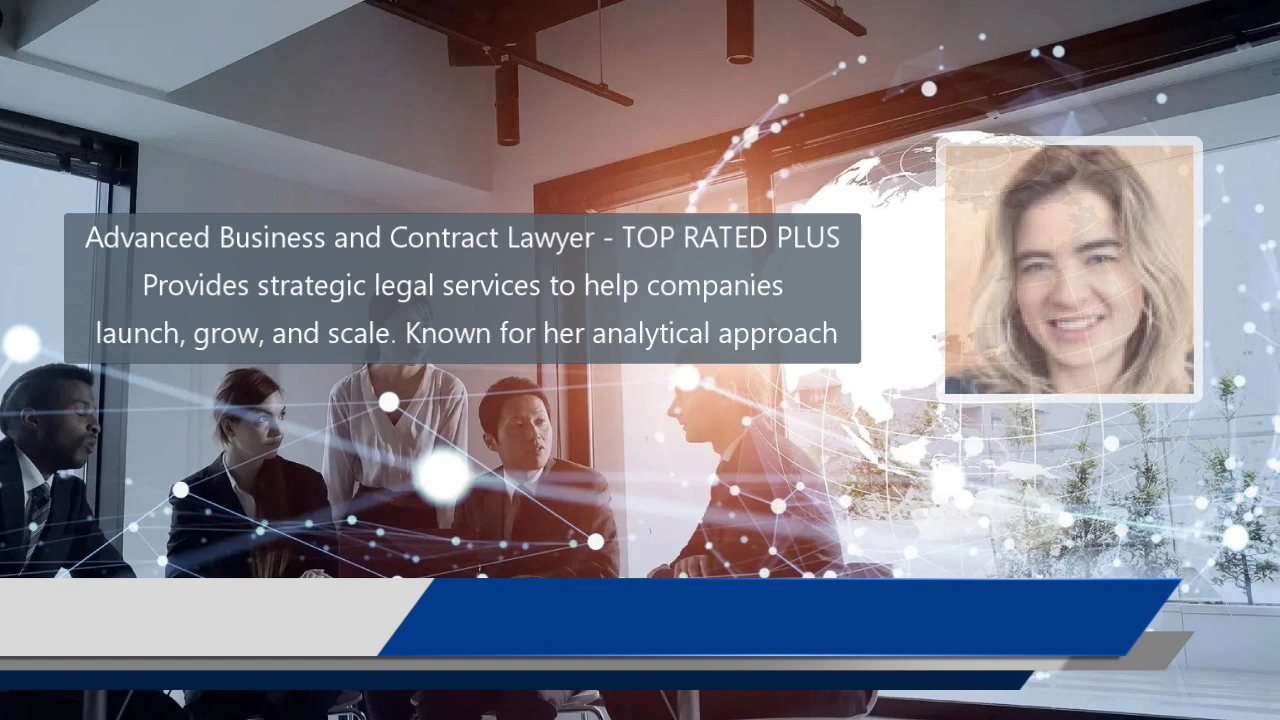 Advanced Business and Contract Lawyer - TOP RATED PLUS
Provides strategic legal services to help companies
launch, grow, and scale. Known for her analytical approach